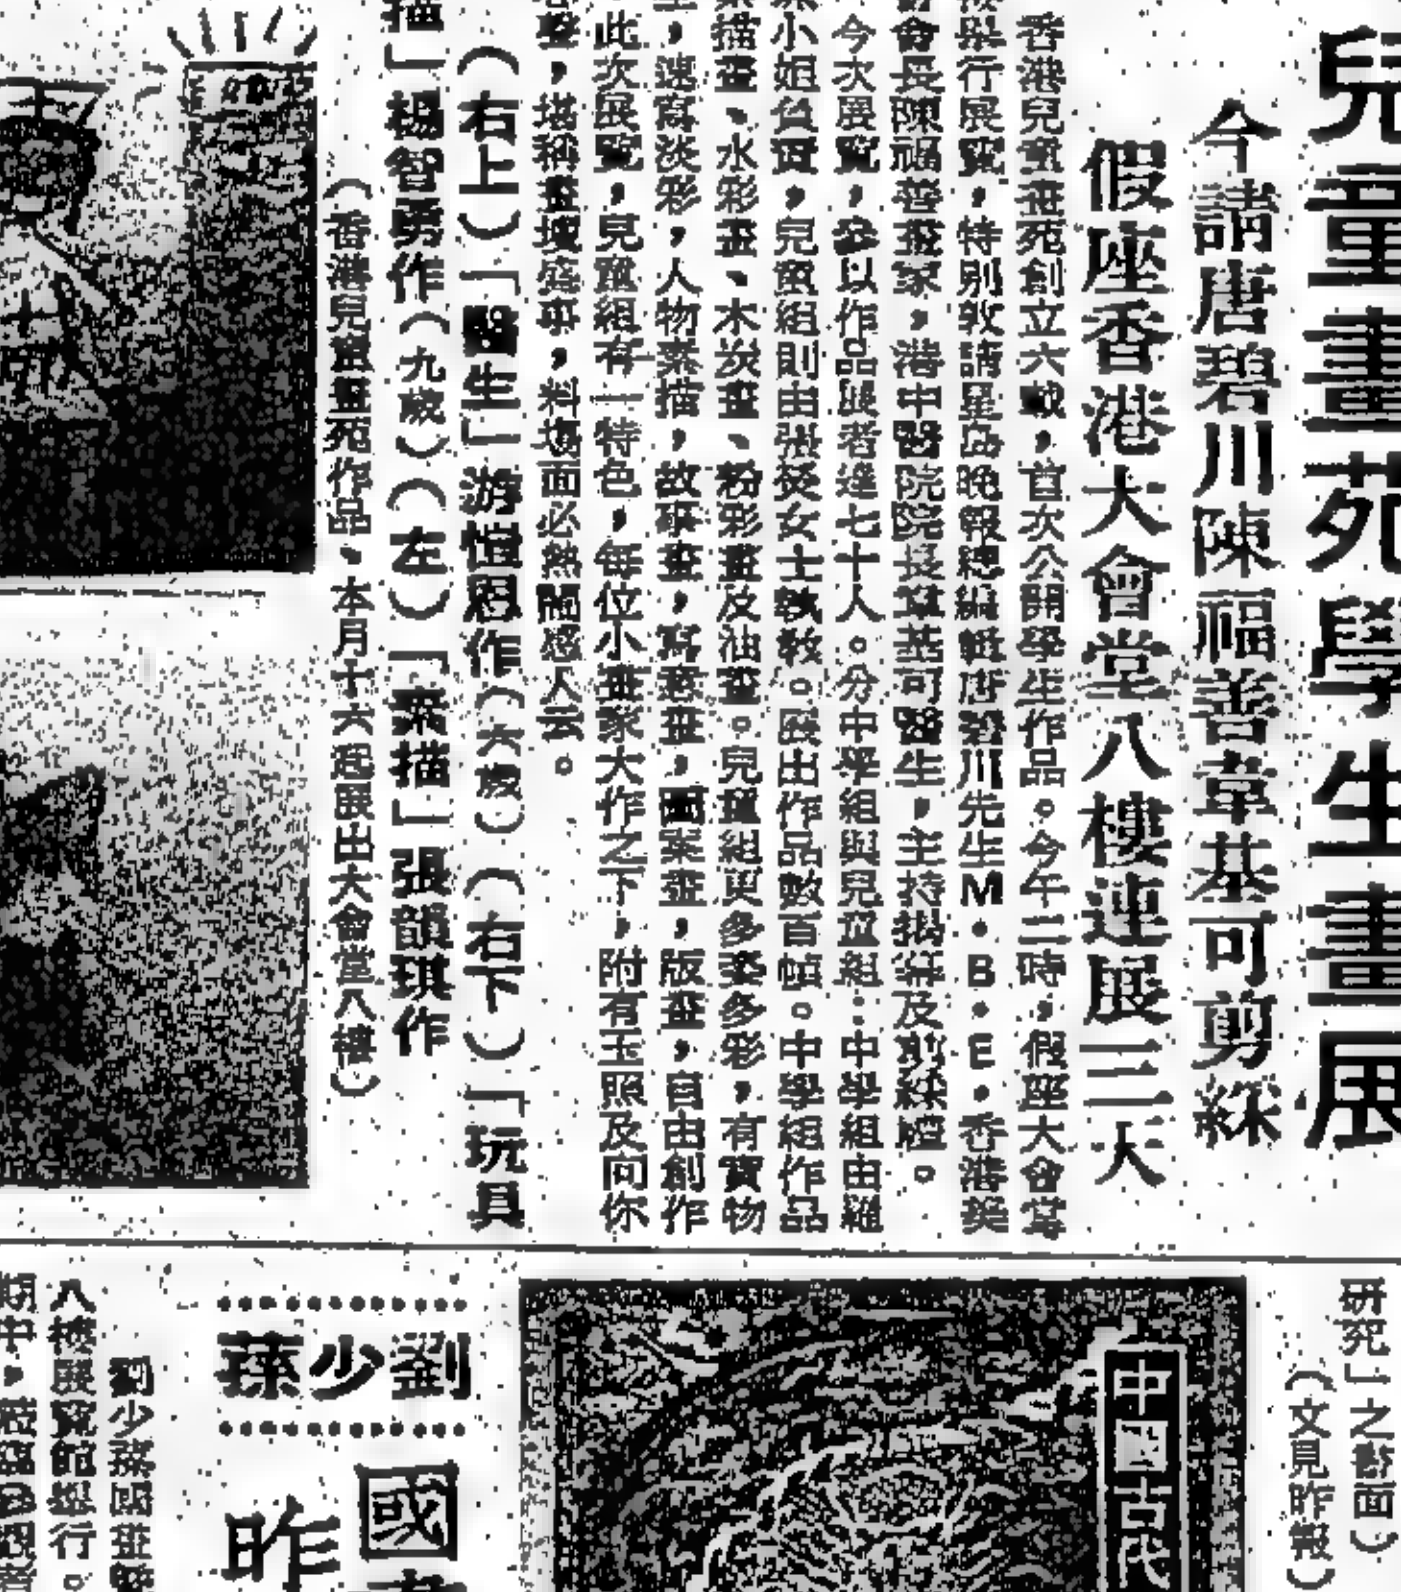 兒童畫苑學生畫展
今請唐碧川陳福善韋基可剪綵
假座香港大會堂八樓連展三天
香港兒童畫苑創立六載，首次公開學生作品。今午二時，假座大會堂
行展覽，特別敦請星島晚報總編輯唐碧川先生M·B·E·香港美
會長陳福善畫家，港中醫院院長韋基可醫生，主持揭幕及剪綵禮。
今次展覽，參以作品展者達七十人。分中學組與兒童組：中學組由羅
小姐負責，兒童組則由張女士執教。展出作品數百幀。中學組作品
素描畫、水彩畫、木炭畫、粉彩畫及油畫。兒童組更多姿多彩，有實物
，速寫淡彩，人物素描，故事畫，寫意畫，圖案畫，版畫，自由創作
此次展覽，兒童組有一特色，每位小畫家大作之下，附有玉照及向你
，堪稱畫壇盛事，料場面必熱鬧感人云。
（右上）「醫生」游愷恩作（六歲）（右下）「玩具
描」楊智勇作（九歲）（左）「素描」張韻琪作
（香港兒童畫苑作品、本月十六起展出大會堂八樓）
研究」之封面）
（文見昨報）
中國古代
劉少蓀
國
昨
劉少蓀國畫
八樓展覽館舉行。
期中，